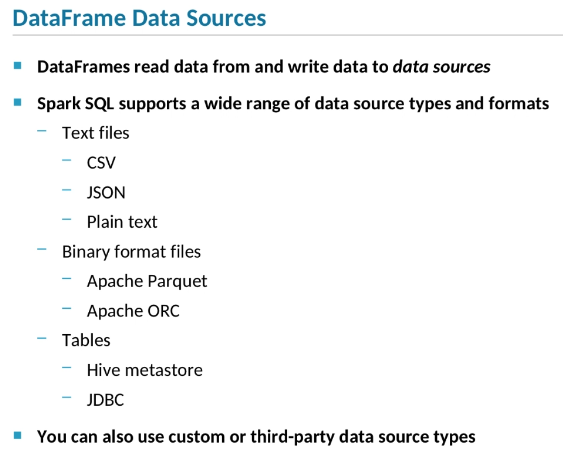 DataFrame Data Sources
▪ DataFrames read data from and write data to data sources
▪ Spark SQL supports a wide range of data source types and formats
– Text files
– CSV
– JSON
– Plain text
– Binary format files
– Apache Parquet
– Apache ORC
– Tables
– Hive metastore
– JDBC
▪ You can also use custom or third-party data source types